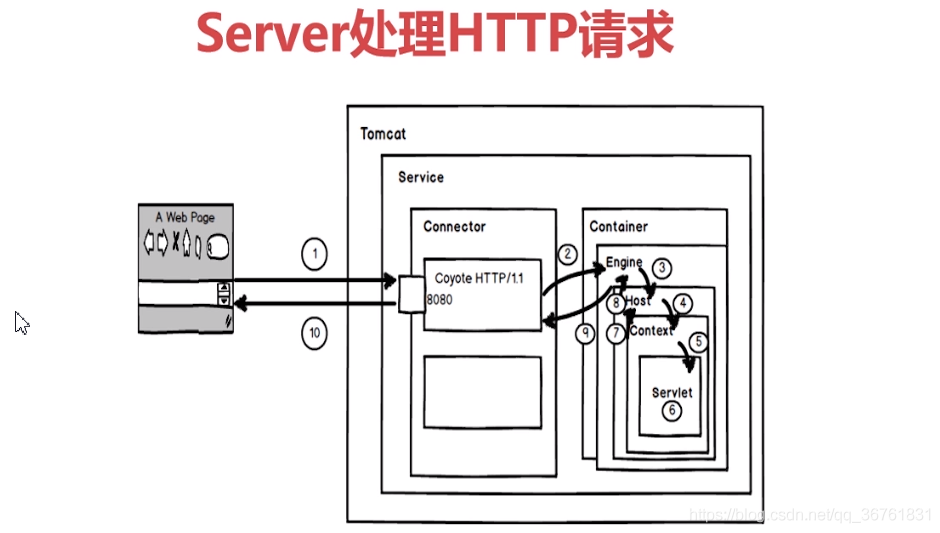 Server处理HTTP请求
Tomcat
Service
A Web Page
Connector
Container
①
②
Engine
③
Coyote HTTP/1.1
8080
⑧
Host
④
⑩
⑨
⑦
Context
⑤
Servlet
⑥
https://blog.csdn.net/qq_36761831